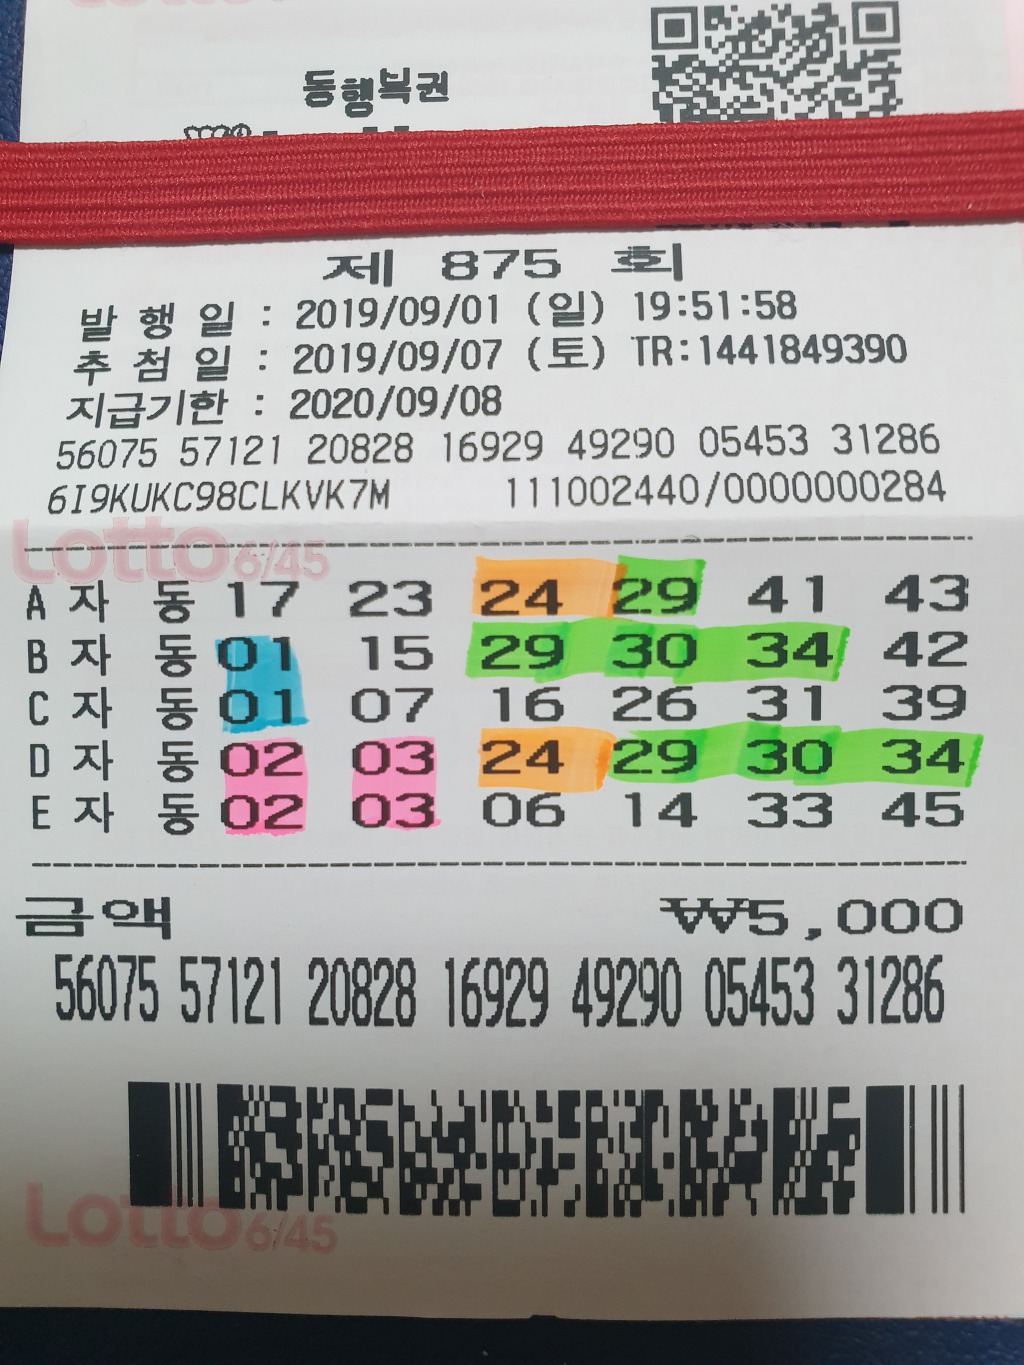 동행복권
제 875 회
발 행 일 : 2019/09/01 (일) 19:51:58
추 첨 일 : 2019/09/07 (토) TR:1441849390
지급기한 : 2020/09/08
56075 57121 20828 16929 49290 05453 31286
6I9KUKC98CLKVK7M 111002440/0000000284
Lotto 6/45
A 자 동 17 23 24 29 41 43
B 자 동 01 15 29 30 34 42
C 자 동 01 07 16 26 31 39
D 자 동 02 03 24 29 30 34
E 자 동 02 03 06 14 33 45
금액 ₩5,000
56075 57121 20828 16929 49290 05453 31286
Lotto 6/45